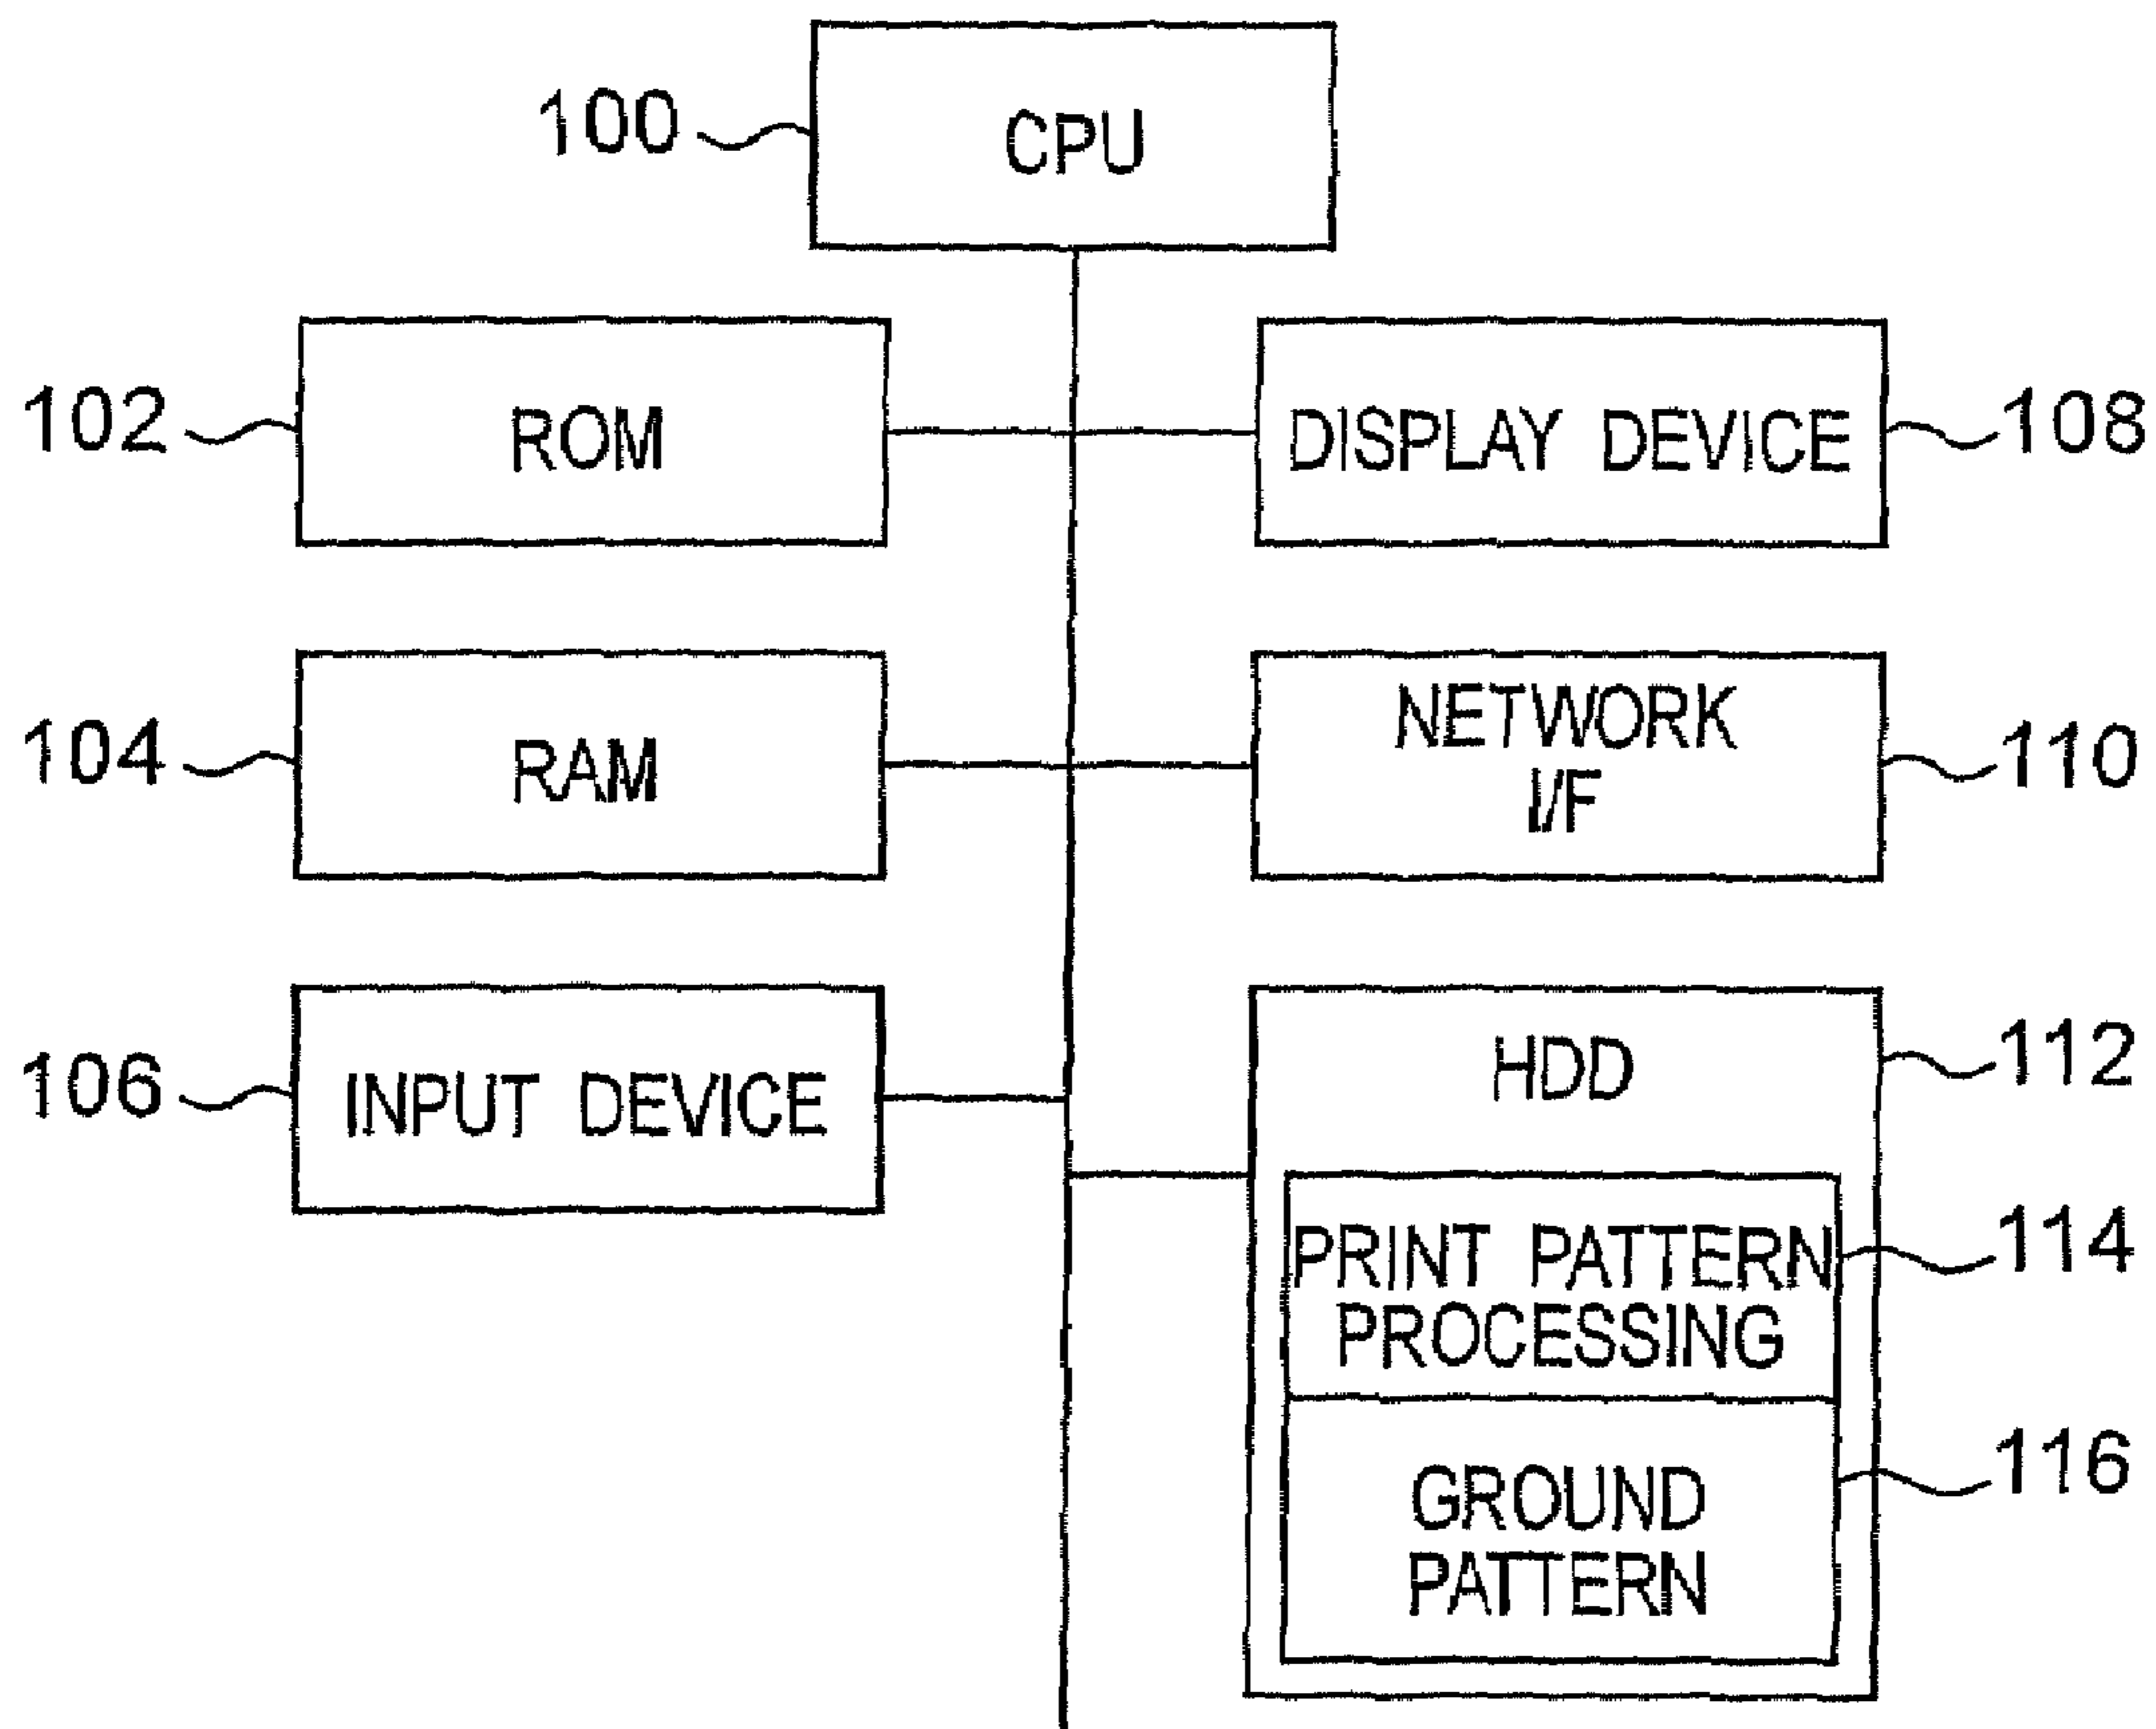 100
CPU
102
ROM
DISPLAY DEVICE
108
104
RAM
NETWORK
I/F
110
106
INPUT DEVICE
HDD
112
PRINT PATTERN
PROCESSING
114
GROUND
PATTERN
116